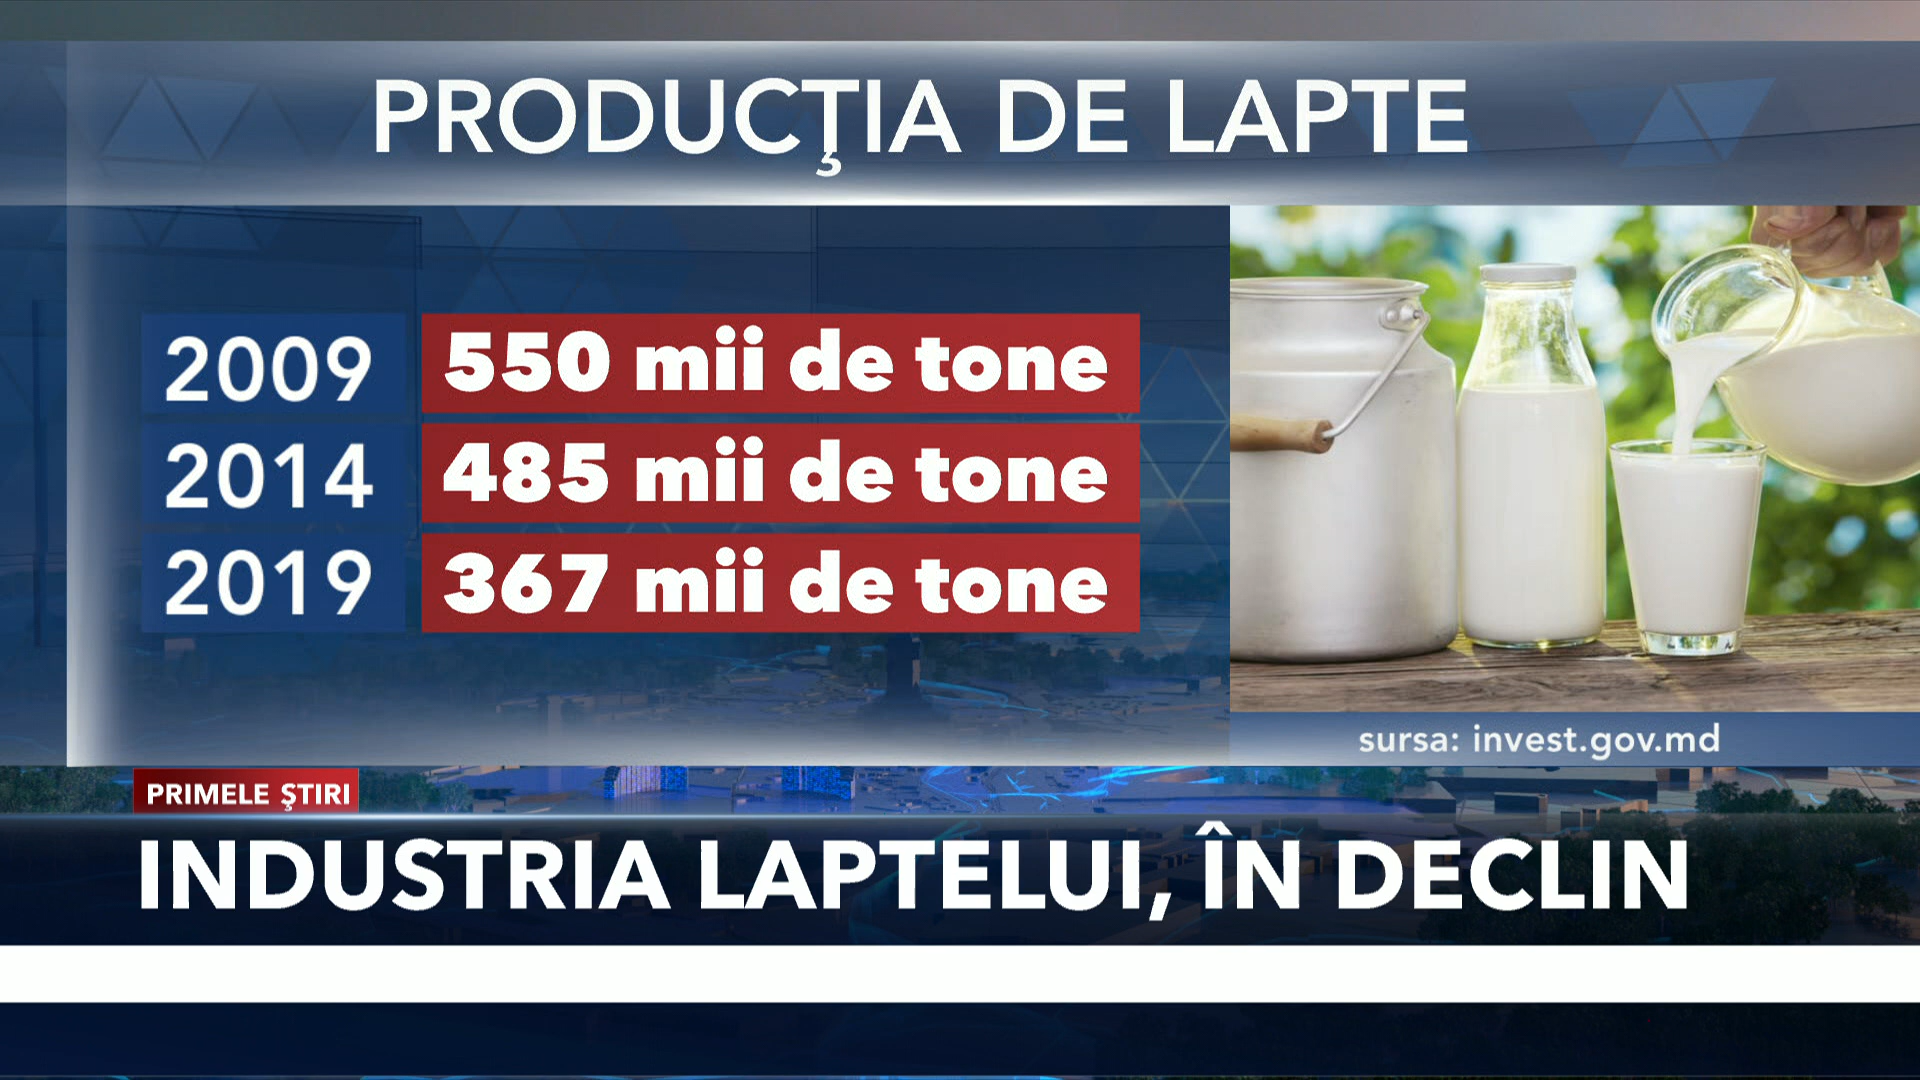 PRODUCŢIA DE LAPTE
2009 550 mii de tone
2014 485 mii de tone
2019 367 mii de tone
sursa: invest.gov.md
PRIMELE ŞTIRI
INDUSTRIA LAPTELUI, ÎN DECLIN